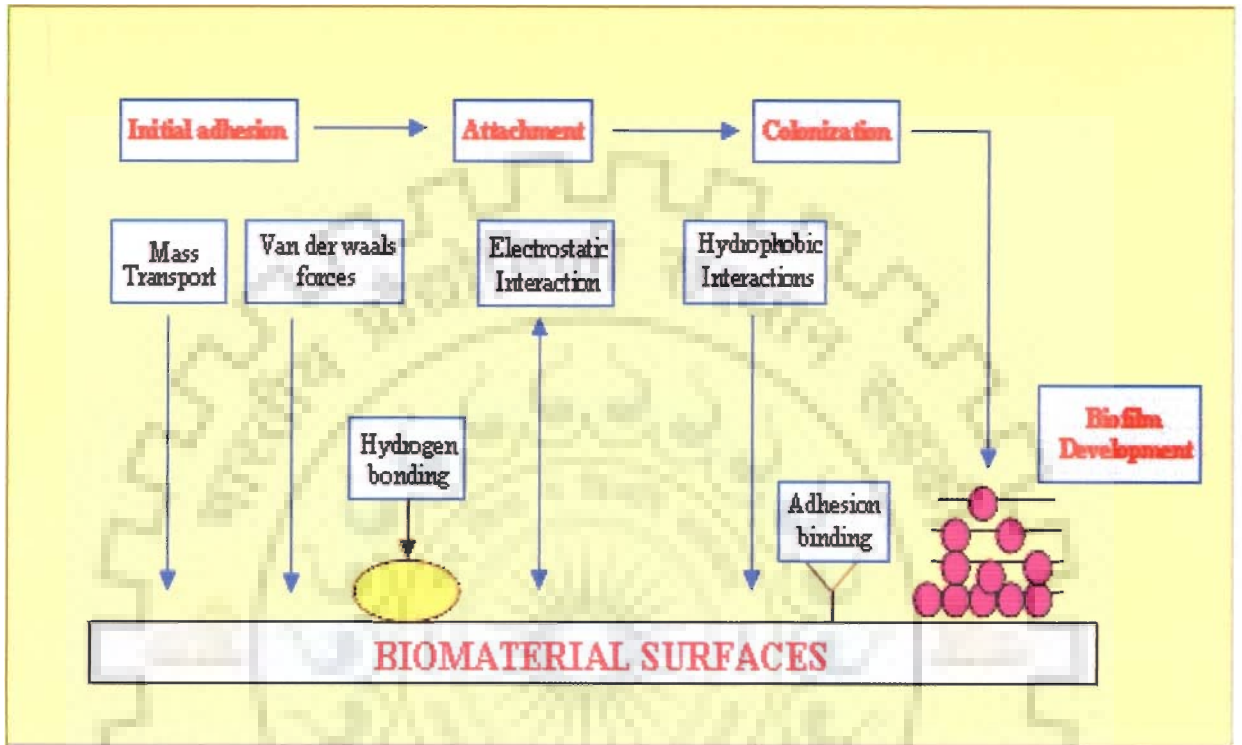 Initial adhesion
Attachment
Colonization
Mass
Transport
Van der waals
forces
Electrostatic
Interaction
Hydrophobic
Interactions
Hydrogen
bonding
Adhesion
binding
Biofilm
Development
BIOMATERIAL SURFACES